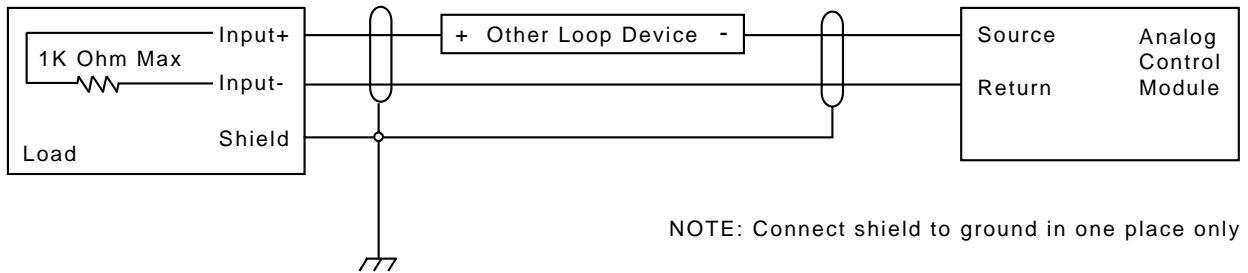 Input+
1K Ohm Max
Input-
Shield
Load
+ Other Loop Device -
Source
Return
Analog
Control
Module
NOTE: Connect shield to ground in one place only